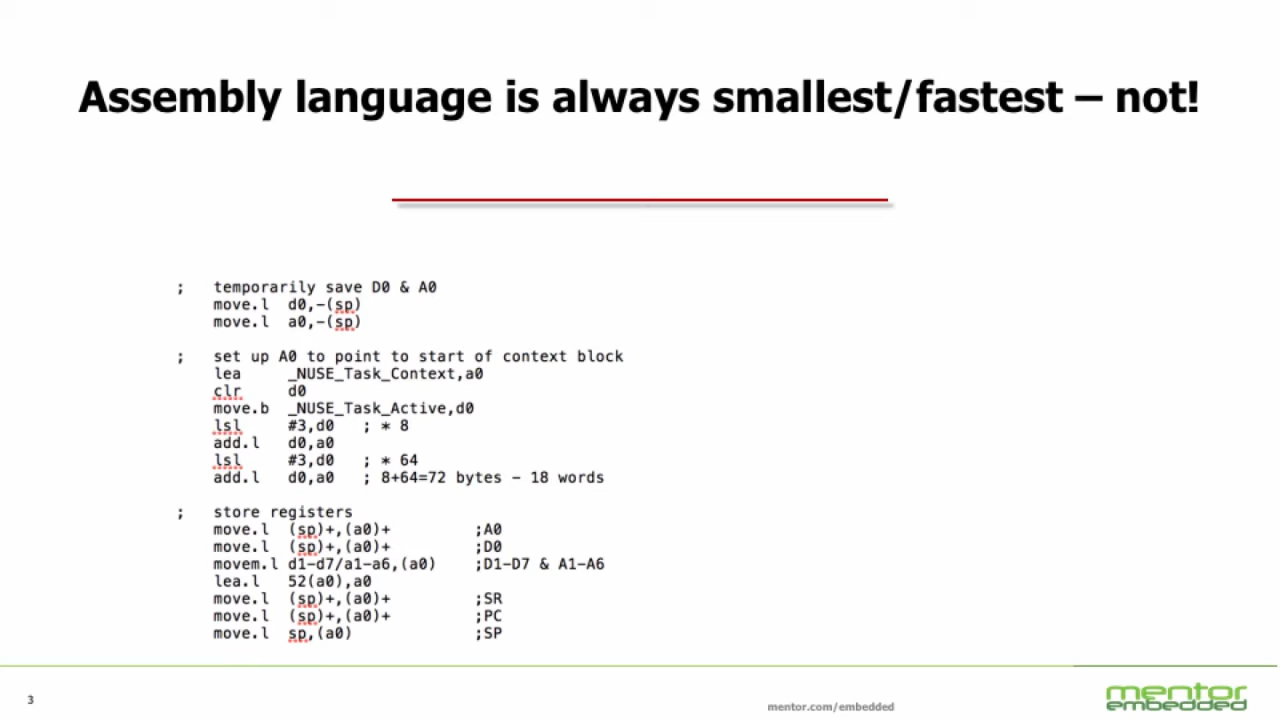 Assembly language is always smallest/fastest – not!
; temporarily save D0 & A0
move.l d0,-(sp)
move.l a0,-(sp)
; set up A0 to point to start of context block
lea _NUSE_Task_Context,a0
clr d0
move.b _NUSE_Task_Active,d0
lsl #3,d0 ; * 8
add.l d0,a0
lsl #3,d0 ; * 64
add.l d0,a0 ; 8+64=72 bytes - 18 words
; store registers
move.l (sp)+,(a0)+ ;A0
move.l (sp)+,(a0)+ ;D0
movem.l d1-d7/a1-a6,(a0) ;D1-D7 & A1-A6
lea.l 52(a0),a0
move.l (sp)+,(a0)+ ;SR
move.l (sp)+,(a0)+ ;PC
move.l sp,(a0) ;SP
3
mentor.com/embedded
mentor
embedded